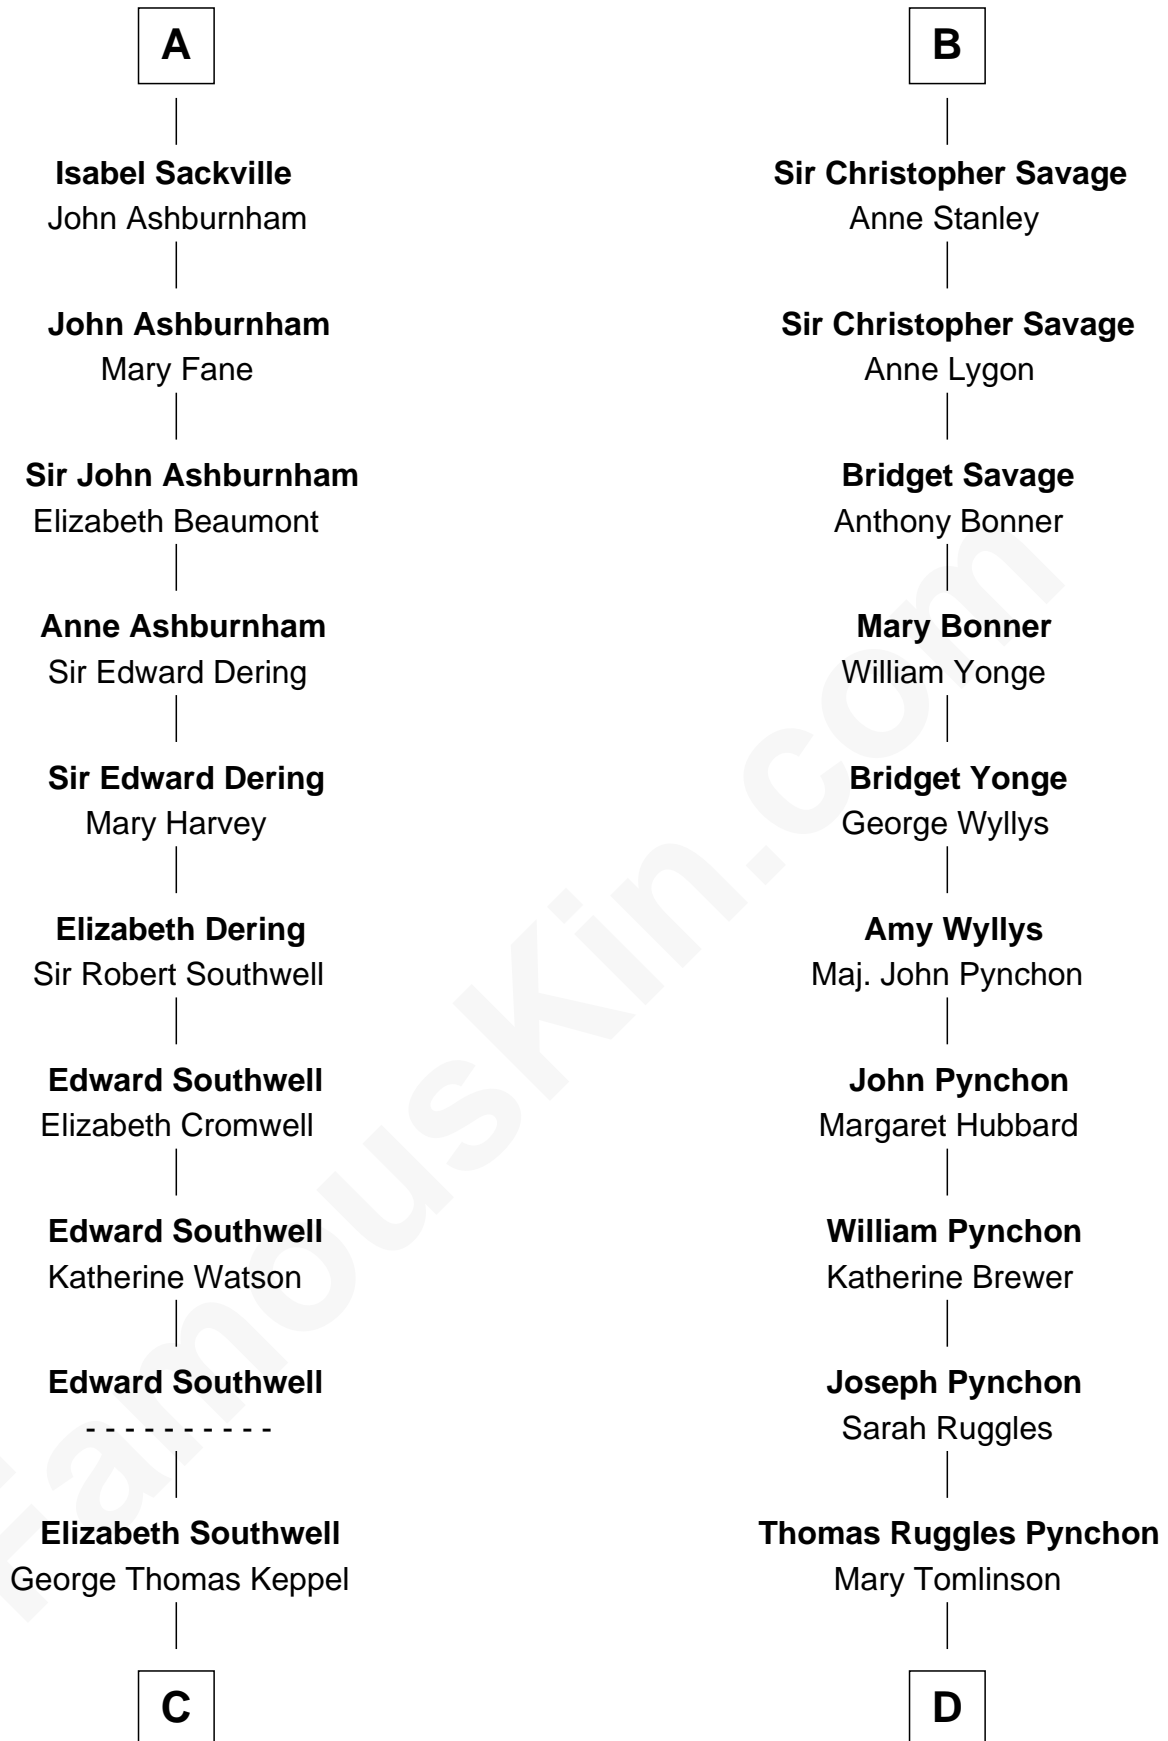 A
Isabel Sackville
John Ashburnham
John Ashburnham
Mary Fane
Sir John Ashburnham
Elizabeth Beaumont
Anne Ashburnham
Sir Edward Dering
Sir Edward Dering
Mary Harvey
Elizabeth Dering
Sir Robert Southwell
Edward Southwell
Elizabeth Cromwell
Edward Southwell
Katherine Watson
Edward Southwell
- - - - - - - - - -
Elizabeth Southwell
George Thomas Keppel
C
B
Sir Christopher Savage
Anne Stanley
Sir Christopher Savage
Anne Lygon
Bridget Savage
Anthony Bonner
Mary Bonner
William Yonge
Bridget Yonge
George Wyllys
Amy Wyllys
Maj. John Pynchon
John Pynchon
Margaret Hubbard
William Pynchon
Katherine Brewer
Joseph Pynchon
Sarah Ruggles
Thomas Ruggles Pynchon
Mary Tomlinson
D
FamousKin.com